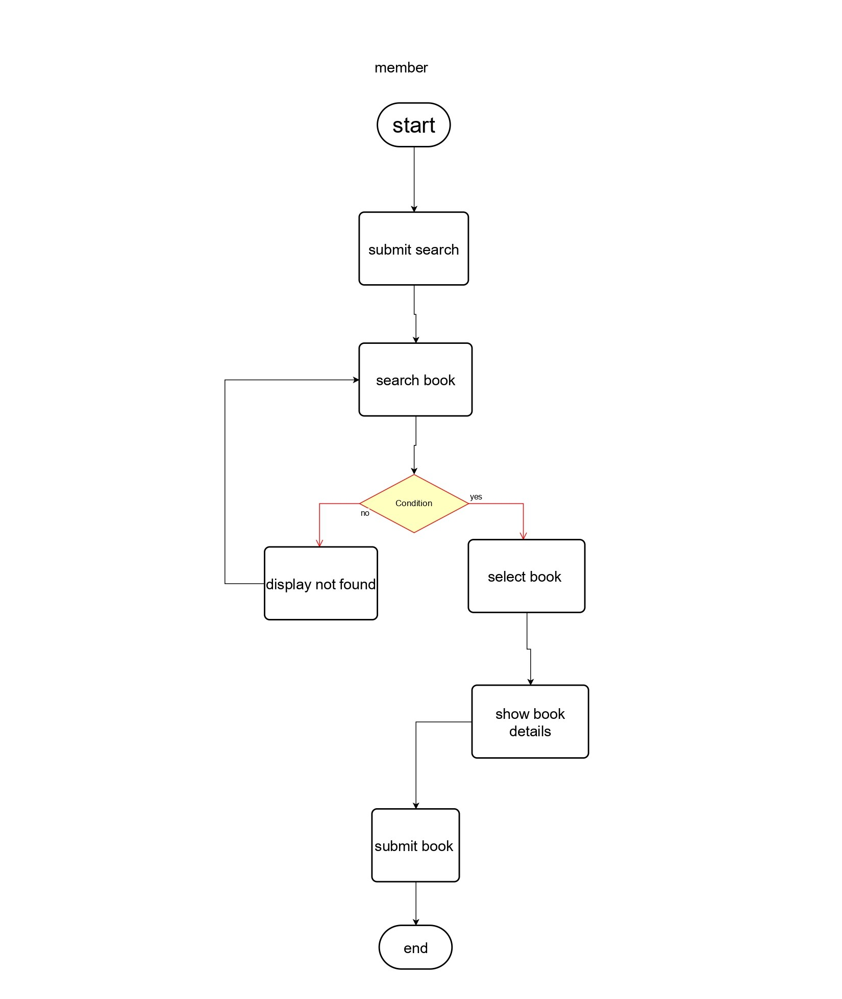 member
start
submit search
search book
Condition
yes
no
select book
display not found
show book
details
submit book
end